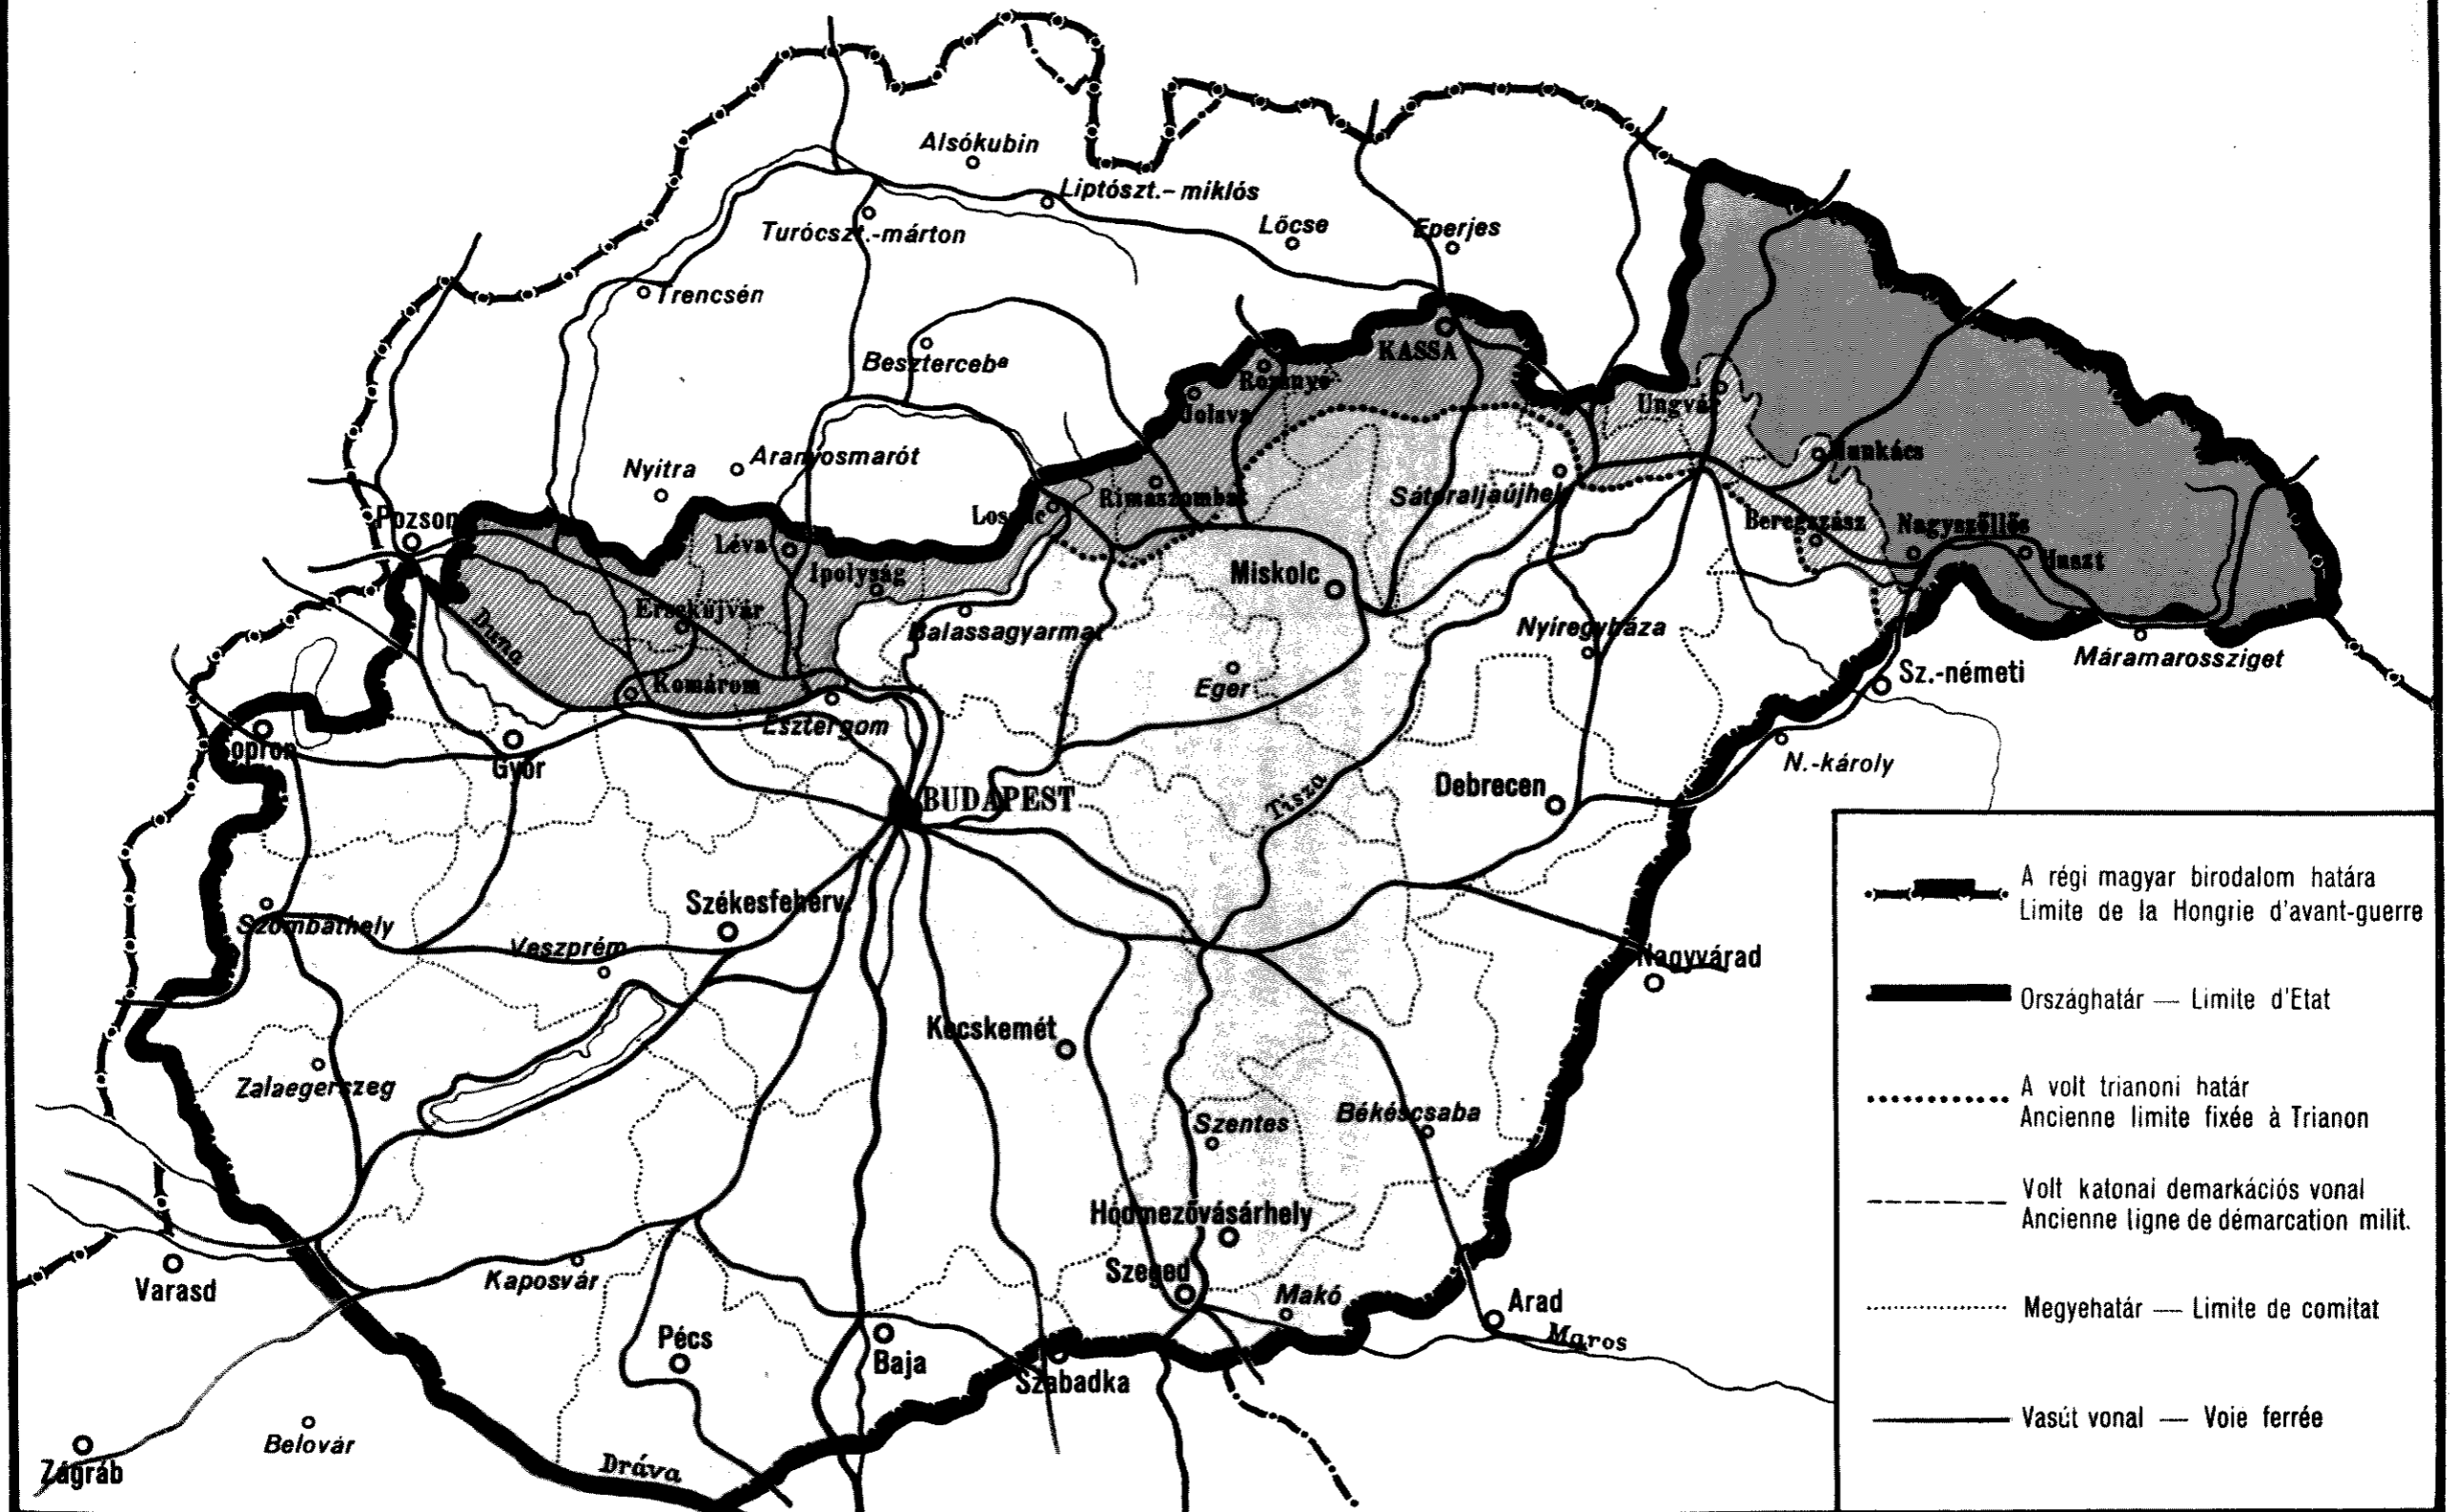 Alsókubin
Liptószt.-miklós
Turócszt.-márton
Lőcse
Eperjes
Trencsén
Beszterceba
KASSA
Rozsnyó
Jolsva
Ungvár
Nyitra
Aranyosmarót
Munkács
Rimaszombat
Sátoraljaújhel
Losonc
Pozson
Beregszász
Nagyszőllős
Léva
Huszt
Ipolyság
Miskolc
Érsekújvár
Duna
Balassagyarmat
Nyíregyháza
Máramarossziget
Sz.-németi
Komárom
Eger
Esztergom
Sopron
Győr
N.-károly
BUDAPEST
Tisza
Debrecen
Székesfehérv.
Szombathely
Veszprém
Nagyvárad
Kecskemét
Zalaegerszeg
Szentes
Békéscsaba
Hódmezővásárhely
Szeged
Kaposvár
Varasd
Makó
Arad
Maros
Pécs
Baja
Szabadka
Belovár
Zágráb
Dráva
A régi magyar birodalom határa
Limite de la Hongrie d'avant-guerre
Országhatár — Limite d'Etat
A volt trianoni határ
Ancienne limite fixée à Trianon
Volt katonai demarkációs vonal
Ancienne ligne de démarcation milit.
Megyehatár — Limite de comitat
Vasút vonal — Voie ferrée